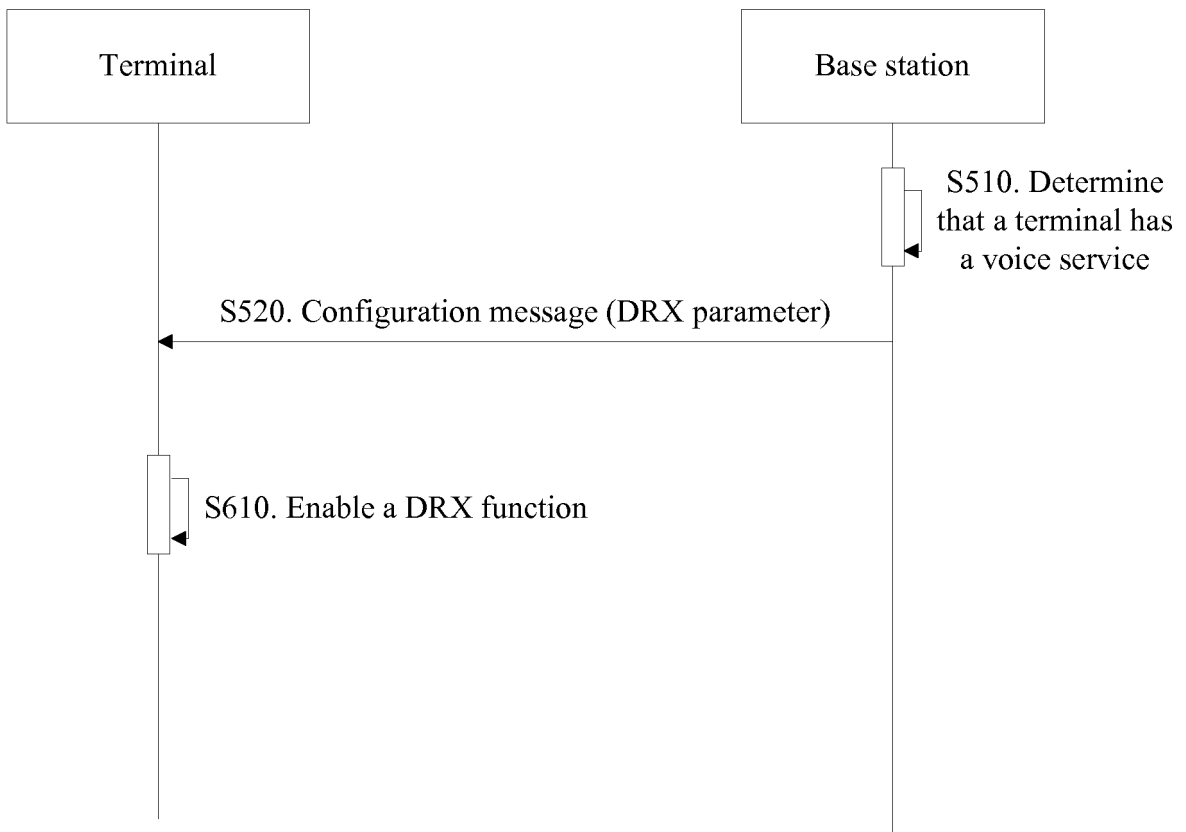 Terminal
Base station
S510. Determine
that a terminal has
a voice service
S520. Configuration message (DRX parameter)
S610. Enable a DRX function